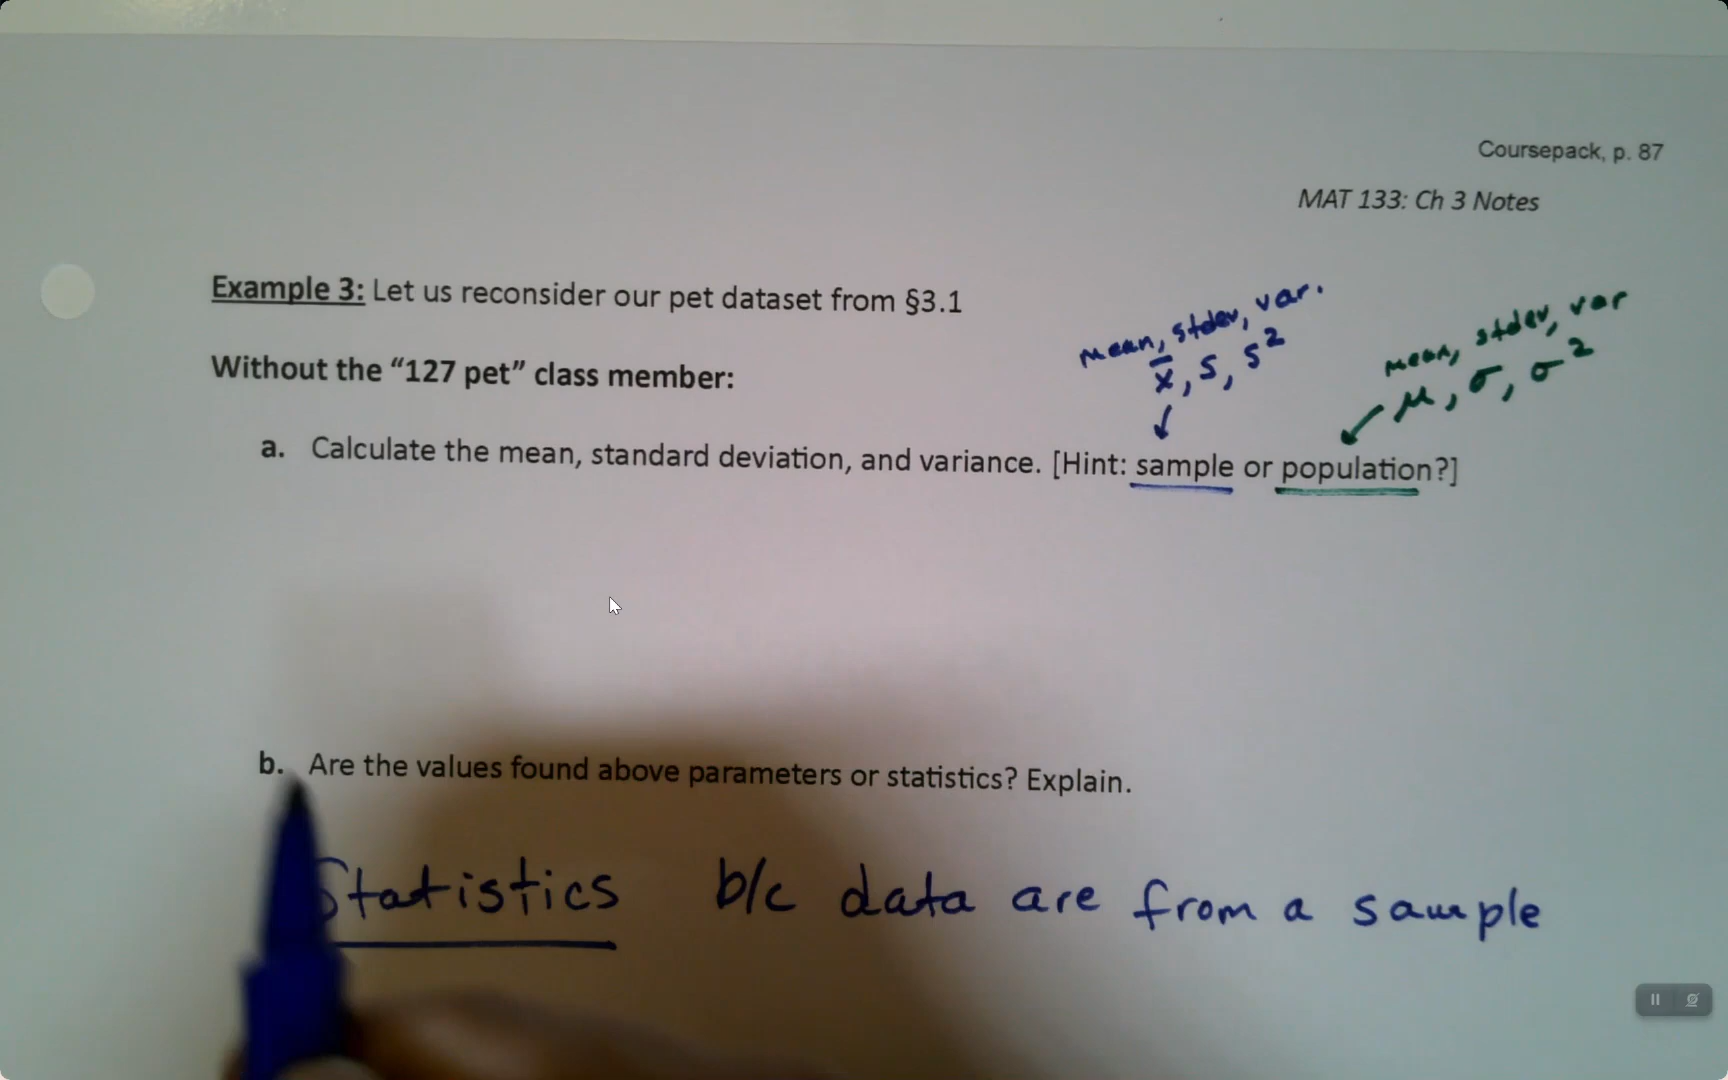 Coursepack, p. 87
MAT 133: Ch 3 Notes
Example 3: Let us reconsider our pet dataset from §3.1
mean, stdev, var.
x̄, s, s²
mean, stdev, var
μ, σ, σ²
Without the “127 pet” class member:
a. Calculate the mean, standard deviation, and variance. [Hint: sample or population?]
b. Are the values found above parameters or statistics? Explain.
Statistics b/c data are from a sample